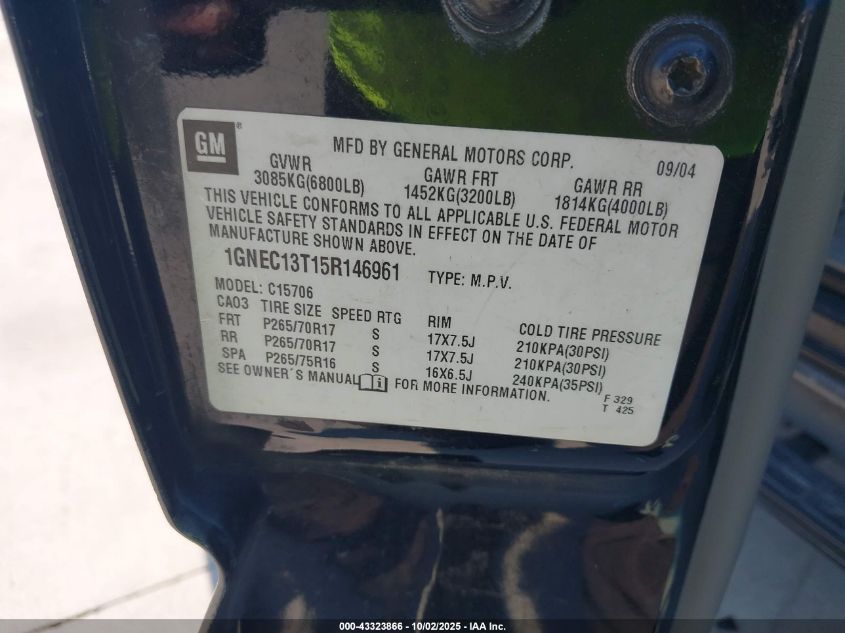 GM
®
MFD BY GENERAL MOTORS CORP. 09/04
GVWR GAWR FRT GAWR RR
3085KG(6800LB) 1452KG(3200LB) 1814KG(4000LB)
THIS VEHICLE CONFORMS TO ALL APPLICABLE U.S. FEDERAL MOTOR
VEHICLE SAFETY STANDARDS IN EFFECT ON THE DATE OF
MANUFACTURE SHOWN ABOVE.
1GNEC13T15R146961 TYPE: M.P.V.
MODEL: C15706
CA03 TIRE SIZE SPEED RTG RIM COLD TIRE PRESSURE
FRT P265/70R17 S 17X7.5J 210KPA(30PSI)
RR P265/70R17 S 17X7.5J 210KPA(30PSI)
SPA P265/75R16 S 16X6.5J 240KPA(35PSI)
SEE OWNER'S MANUAL FOR MORE INFORMATION.
F 329
T 425
000-43323866 - 10/02/2025 - IAA Inc.